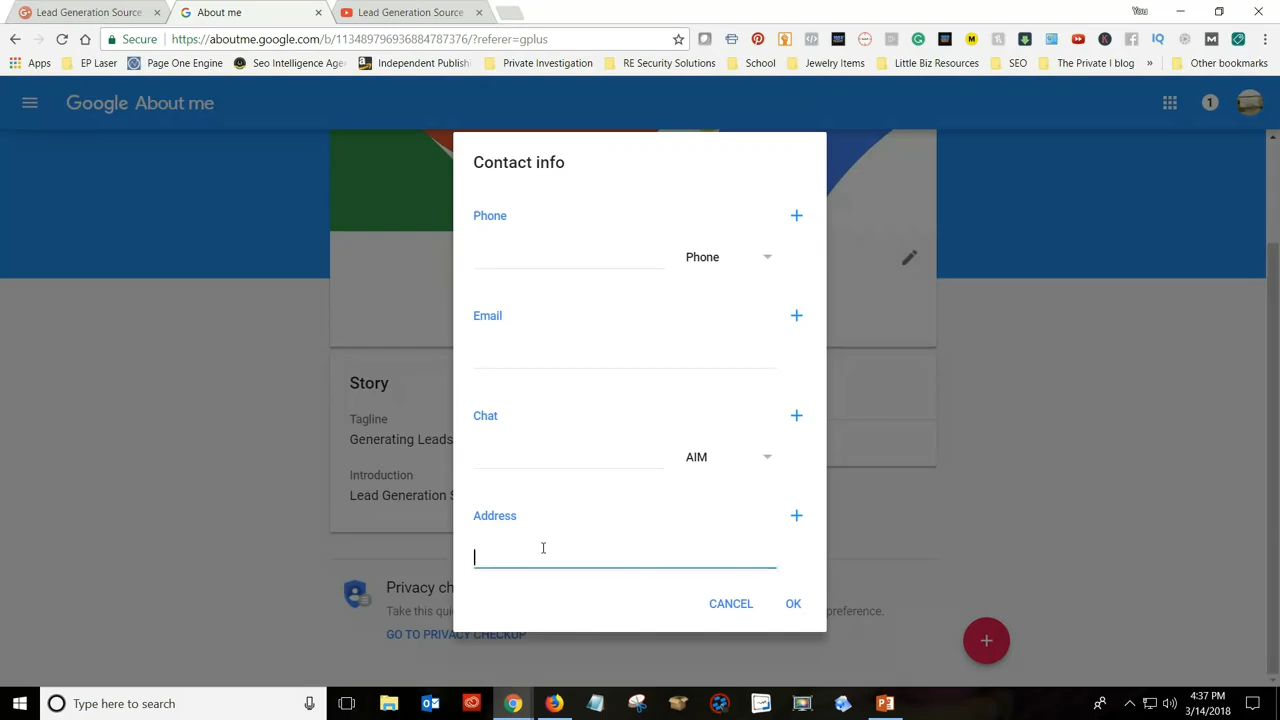 Lead Generation Source
About me
Lead Generation Source
You
Secure
https://aboutme.google.com/b/113489796936884787376/?referer=gplus
Apps
EP Laser
Page One Engine
Seo Intelligence Age
Independent Publish
Private Investigation
RE Security Solutions
School
Jewelry Items
Little Biz Resources
SEO
The Private I blog
»
Other bookmarks
Google About me
1
Contact info
Phone
Phone
Email
Chat
AIM
Address
CANCEL
OK
Story
Tagline
Generating Leads
Introduction
Lead Generation S
Privacy ch
Take this qui
preference.
GO TO PRIVACY CHECKUP
Type here to search
4:37 PM
3/14/2018